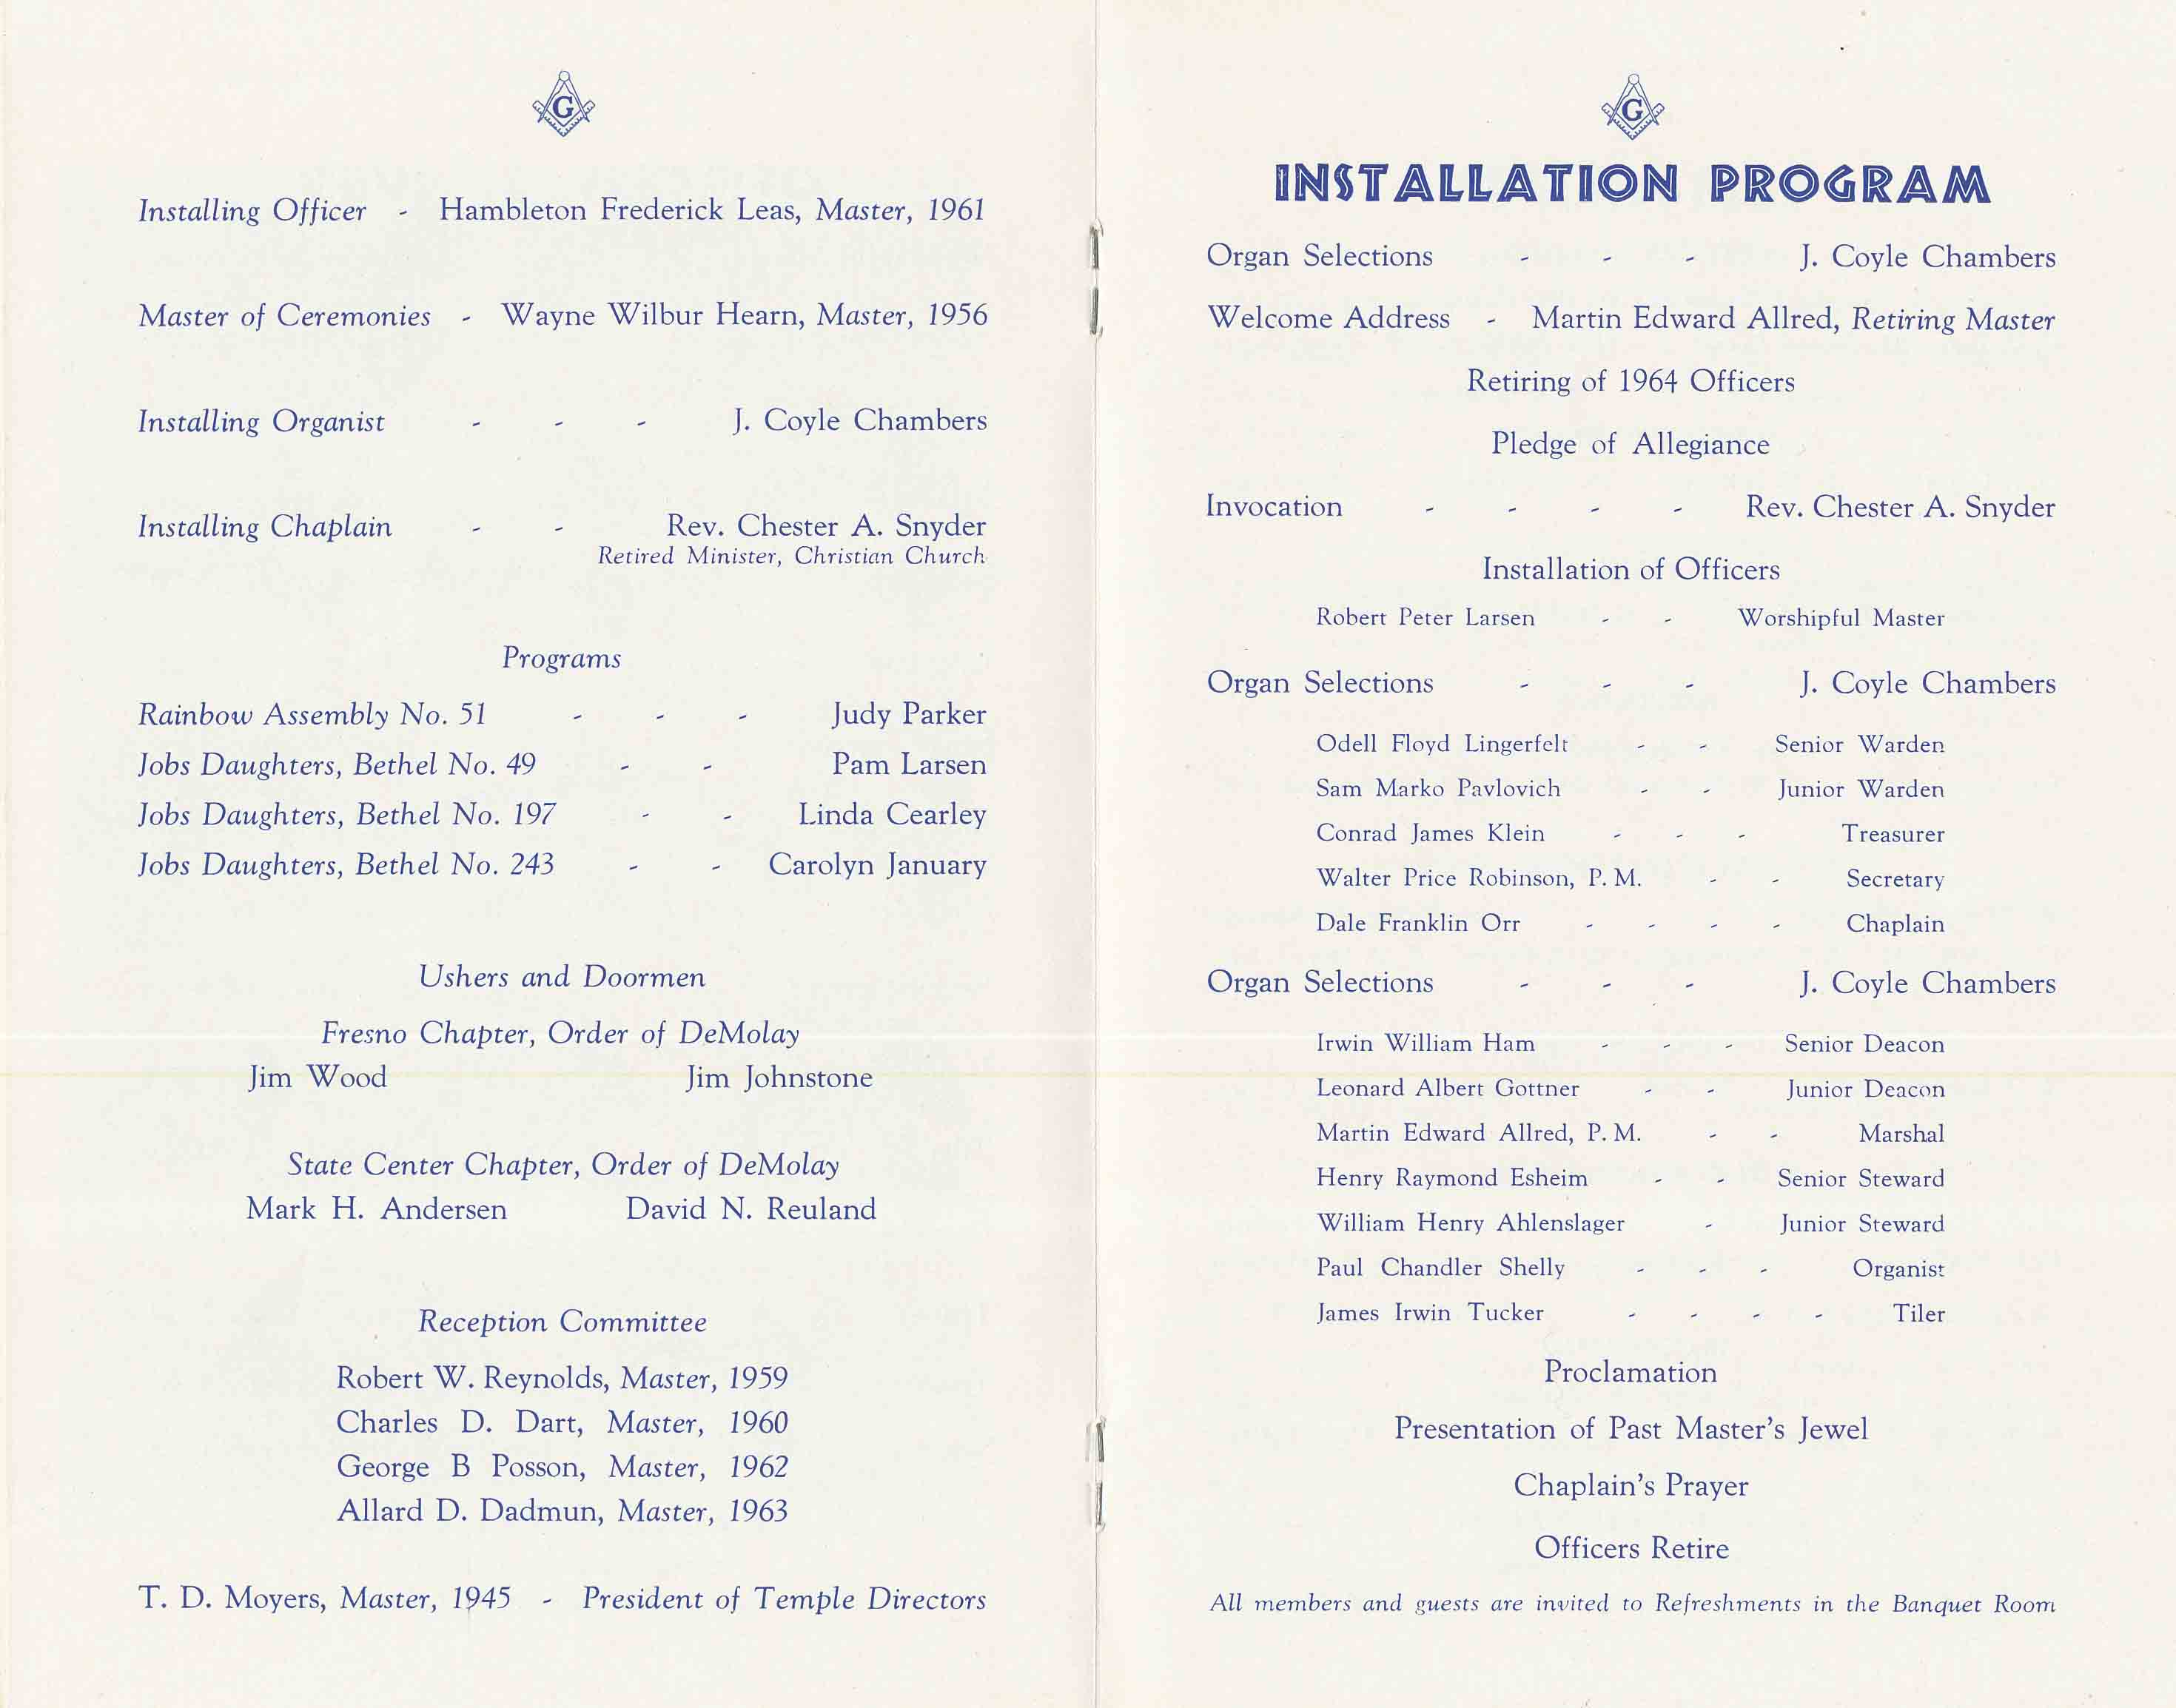 G
Installing Officer - Hambleton Frederick Leas, Master, 1961
Master of Ceremonies - Wayne Wilbur Hearn, Master, 1956
Installing Organist - - - J. Coyle Chambers
Installing Chaplain - - Rev. Chester A. Snyder
Retired Minister, Christian Church
Programs
Rainbow Assembly No. 51 - - - Judy Parker
Jobs Daughters, Bethel No. 49 - - Pam Larsen
Jobs Daughters, Bethel No. 197 - - Linda Cearley
Jobs Daughters, Bethel No. 243 - - Carolyn January
Ushers and Doormen
Fresno Chapter, Order of DeMolay
Jim Wood Jim Johnstone
State Center Chapter, Order of DeMolay
Mark H. Andersen David N. Reuland
Reception Committee
Robert W. Reynolds, Master, 1959
Charles D. Dart, Master, 1960
George B Posson, Master, 1962
Allard D. Dadmun, Master, 1963
T. D. Moyers, Master, 1945 - President of Temple Directors
G
INSTALLATION PROGRAM
Organ Selections - - - J. Coyle Chambers
Welcome Address - Martin Edward Allred, Retiring Master
Retiring of 1964 Officers
Pledge of Allegiance
Invocation - - - - Rev. Chester A. Snyder
Installation of Officers
Robert Peter Larsen - - Worshipful Master
Organ Selections - - - J. Coyle Chambers
Odell Floyd Lingerfelt - - Senior Warden
Sam Marko Pavlovich - - Junior Warden
Conrad James Klein - - - Treasurer
Walter Price Robinson, P. M. - - Secretary
Dale Franklin Orr - - - - Chaplain
Organ Selections - - - J. Coyle Chambers
Irwin William Ham - - - Senior Deacon
Leonard Albert Gottner - - Junior Deacon
Martin Edward Allred, P. M. - - Marshal
Henry Raymond Esheim - - Senior Steward
William Henry Ahlenslager - Junior Steward
Paul Chandler Shelly - - - Organist
James Irwin Tucker - - - - Tiler
Proclamation
Presentation of Past Master's Jewel
Chaplain's Prayer
Officers Retire
All members and guests are invited to Refreshments in the Banquet Room